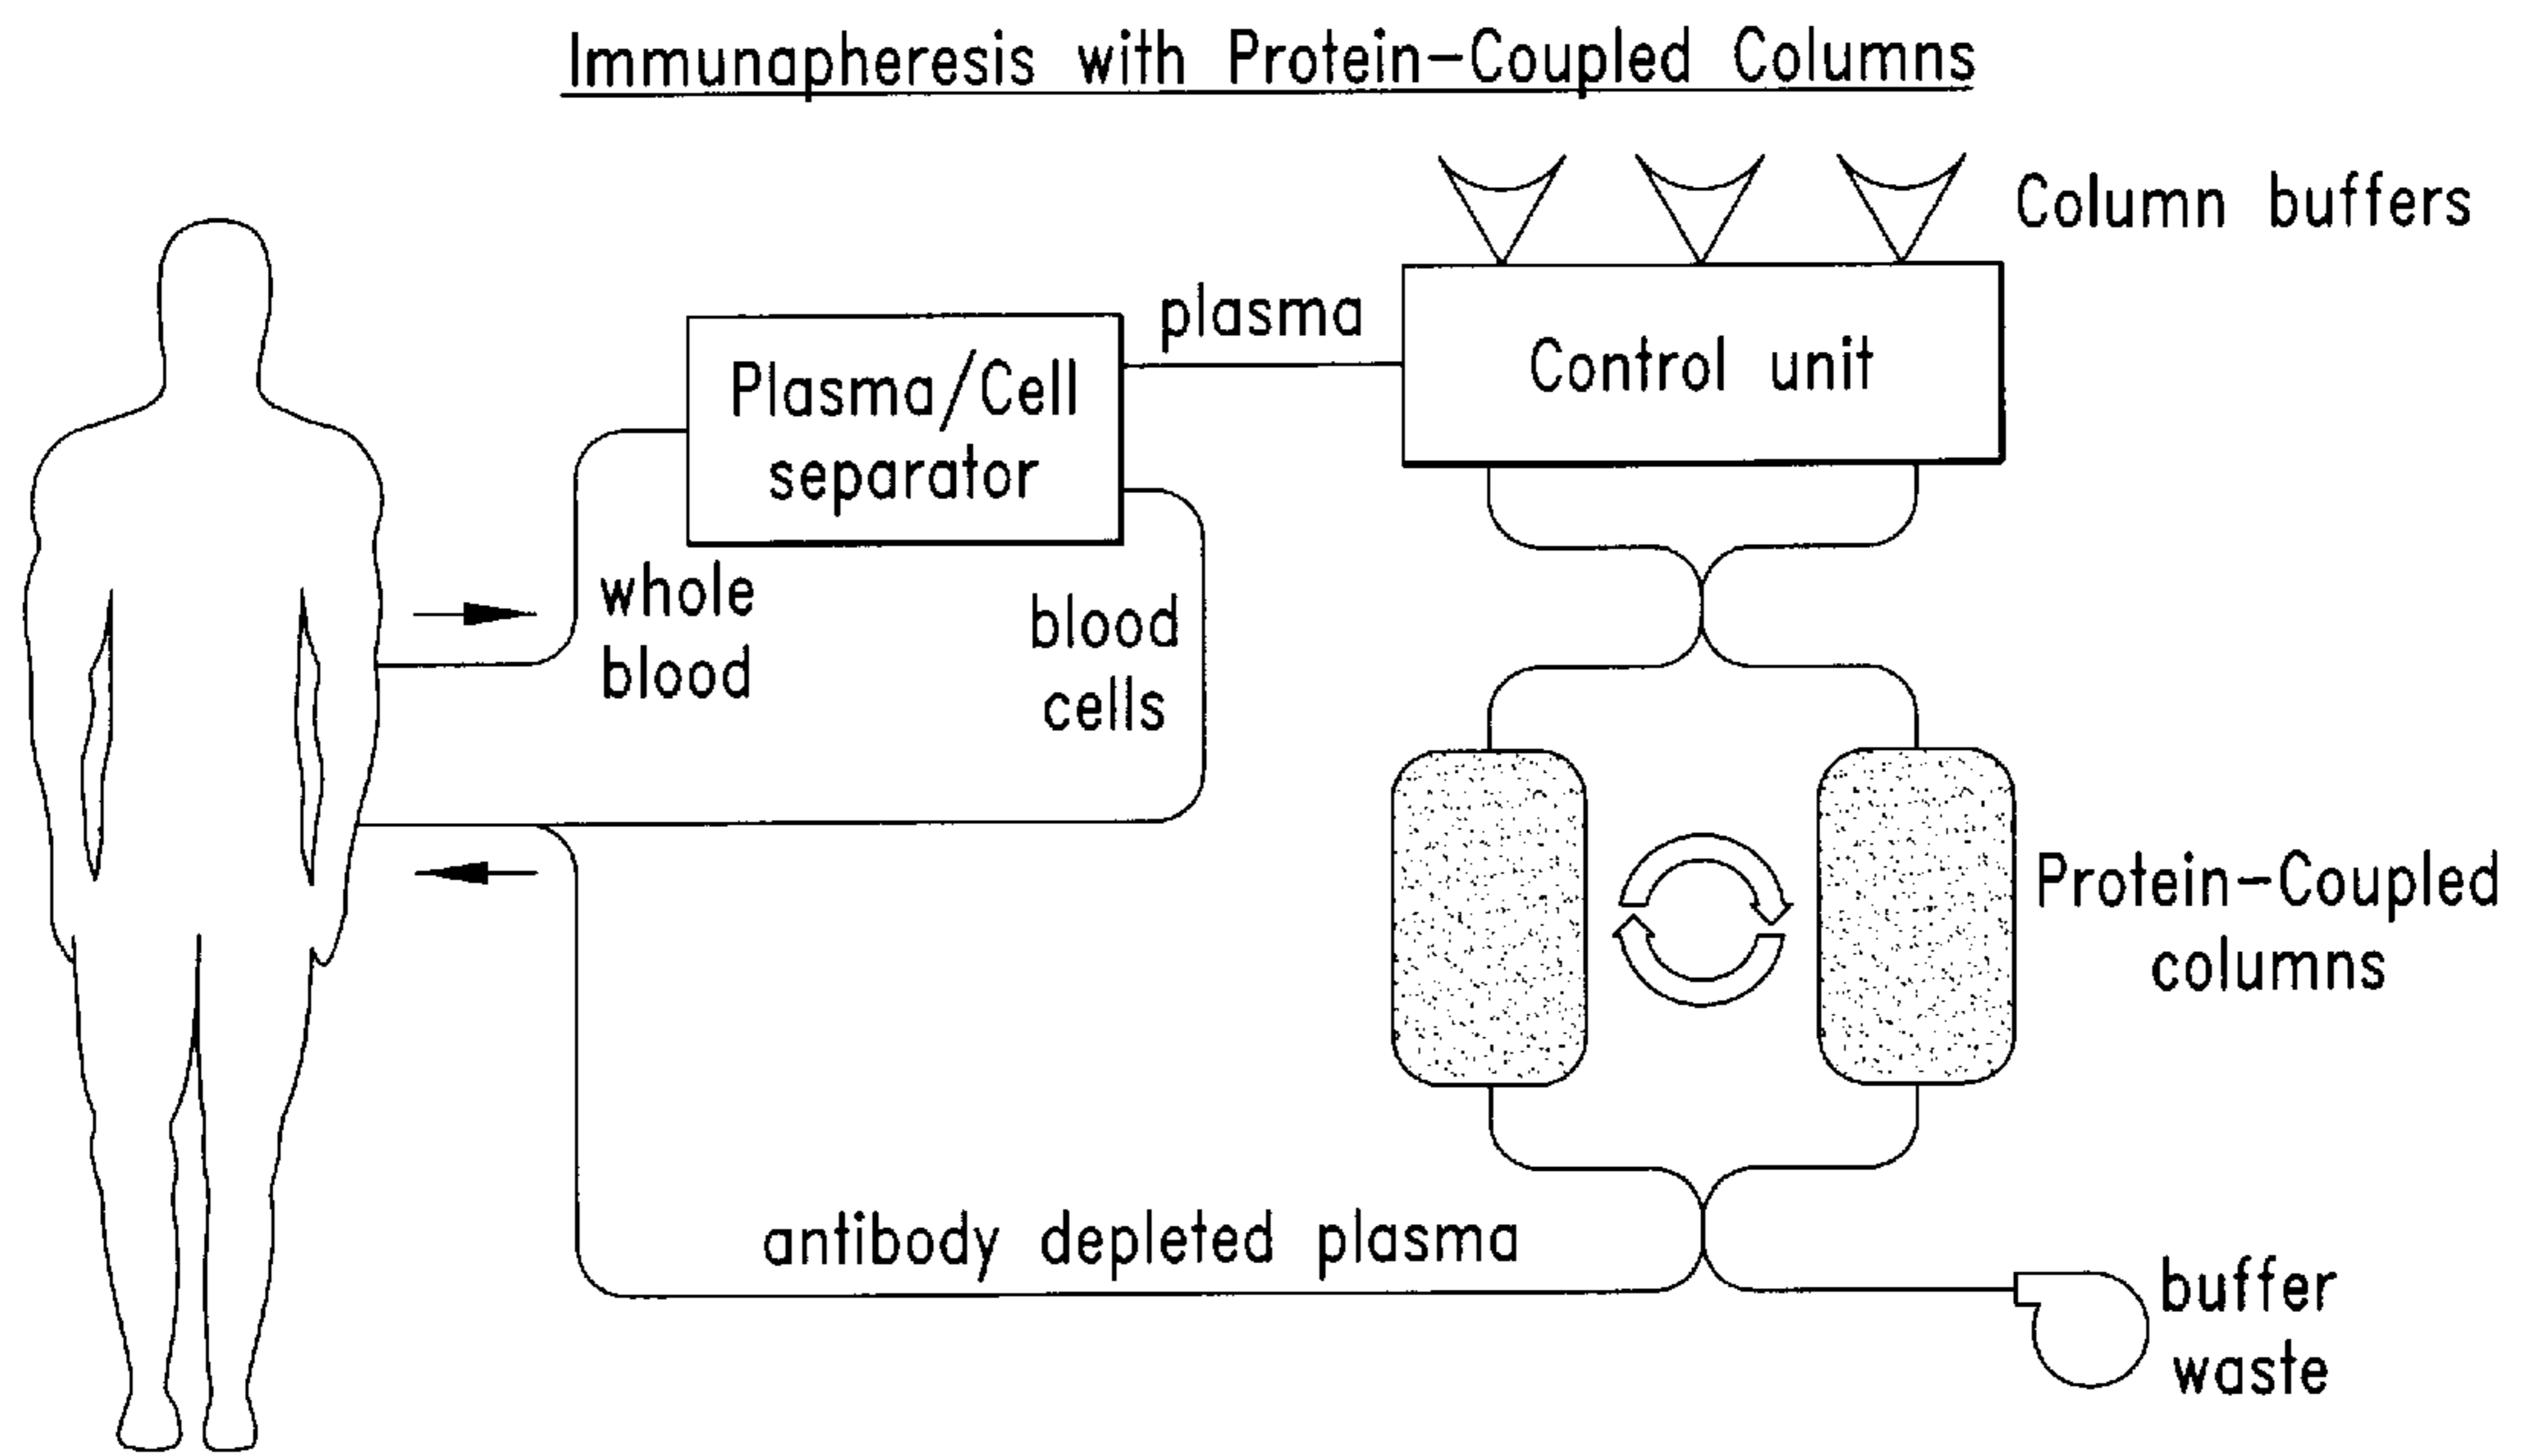 Immunapheresis with Protein-Coupled Columns
Column buffers
plasma
Control unit
Plasma/Cell
separator
whole
blood
blood
cells
Protein-Coupled
columns
antibody depleted plasma
buffer
waste